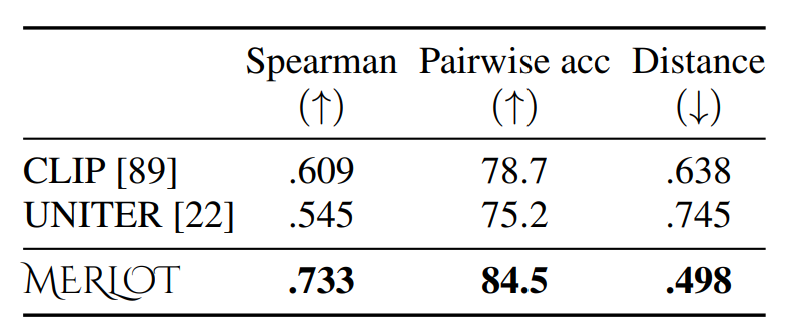 Spearman Pairwise acc Distance
(↑) (↑) (↓)
CLIP [89] .609 78.7 .638
UNITER [22] .545 75.2 .745
MERLOT .733 84.5 .498